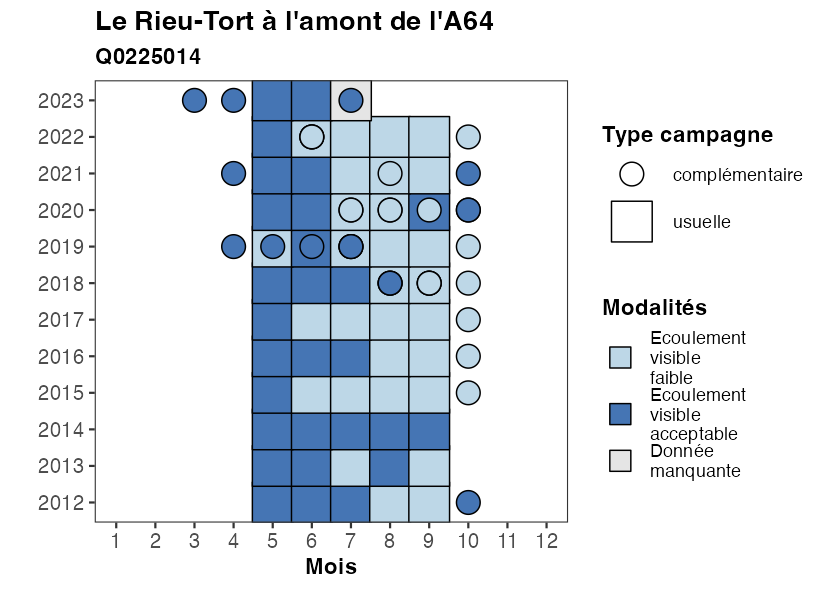 Le Rieu-Tort à l'amont de l'A64
Q0225014
2023
2022
2021
2020
2019
2018
2017
2016
2015
2014
2013
2012
1 2 3 4 5 6 7 8 9 10 11 12
Mois
Type campagne
complémentaire
usuelle
Modalités
Ecoulement
visible
faible
Ecoulement
visible
acceptable
Donnée
manquante